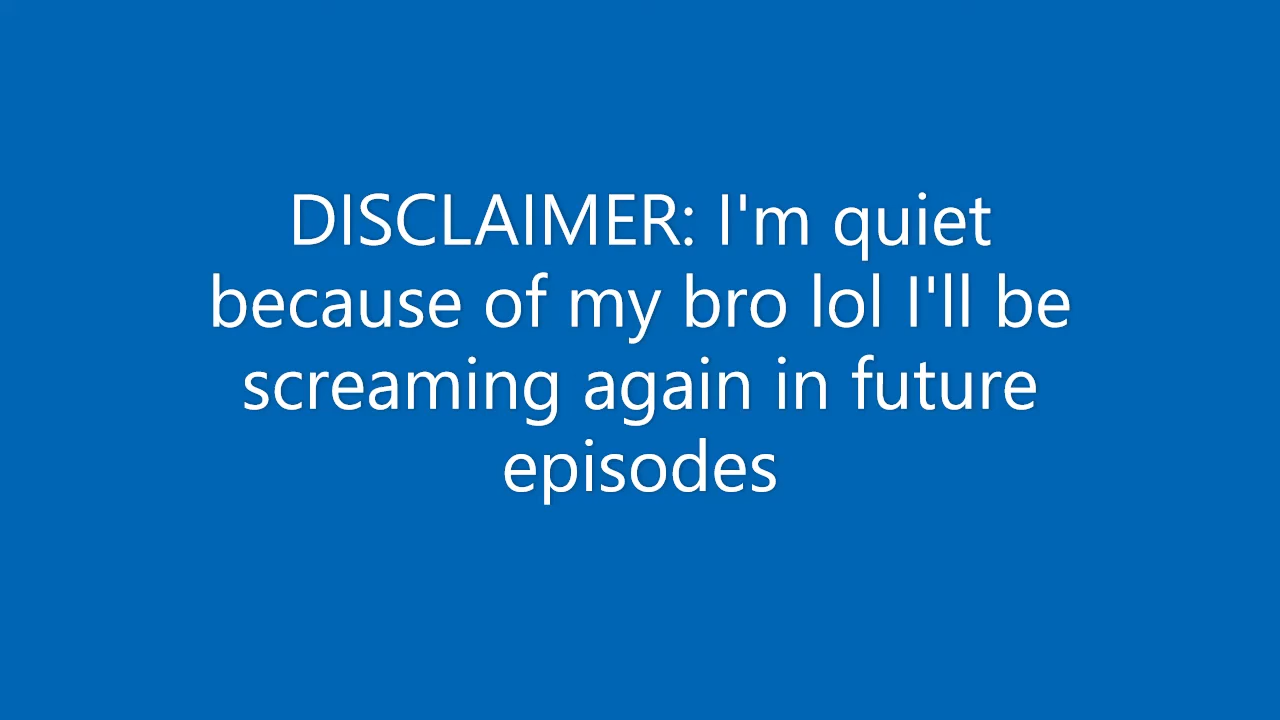 DISCLAIMER: I'm quiet
because of my bro lol I'll be
screaming again in future
episodes